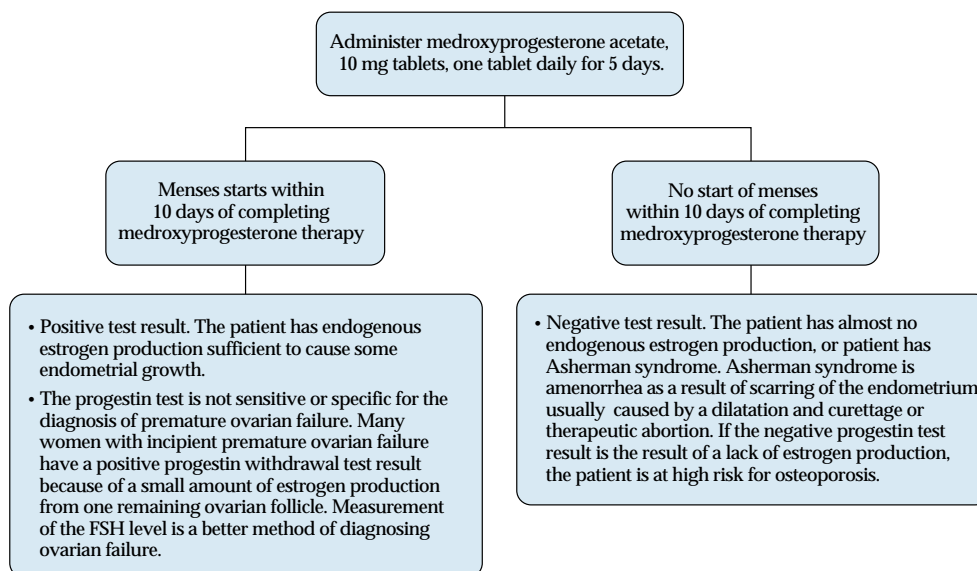 Administer medroxyprogesterone acetate,
10 mg tablets, one tablet daily for 5 days.
Menses starts within
10 days of completing
medroxyprogesterone therapy
No start of menses
within 10 days of completing
medroxyprogesterone therapy
• Positive test result. The patient has endogenous
estrogen production sufficient to cause some
endometrial growth.
• The progestin test is not sensitive or specific for the
diagnosis of premature ovarian failure. Many
women with incipient premature ovarian failure
have a positive progestin withdrawal test result
because of a small amount of estrogen production
from one remaining ovarian follicle. Measurement
of the FSH level is a better method of diagnosing
ovarian failure.
• Negative test result. The patient has almost no
endogenous estrogen production, or patient has
Asherman syndrome. Asherman syndrome is
amenorrhea as a result of scarring of the endometrium
usually caused by a dilatation and curettage or
therapeutic abortion. If the negative progestin test
result is the result of a lack of estrogen production,
the patient is at high risk for osteoporosis.